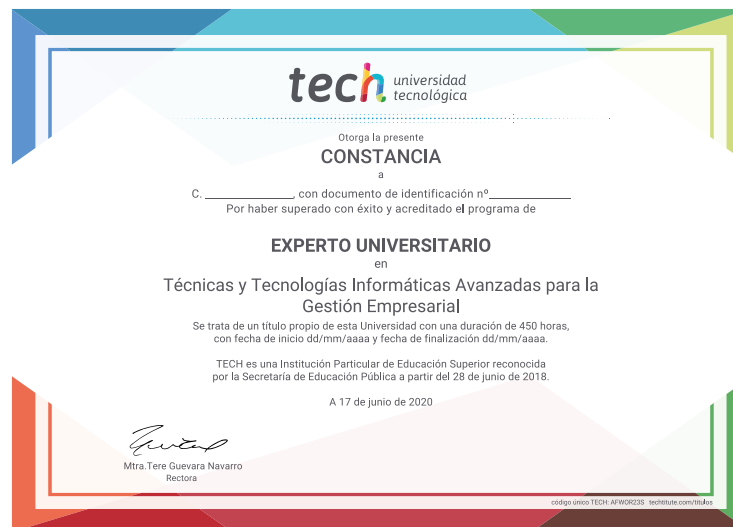 tech universidad
tecnológica
Otorga la presente
CONSTANCIA
a
C. ________________, con documento de identificación nº______________
Por haber superado con éxito y acreditado el programa de
EXPERTO UNIVERSITARIO
en
Técnicas y Tecnologías Informáticas Avanzadas para la
Gestión Empresarial
Se trata de un título propio de esta Universidad con una duración de 450 horas,
con fecha de inicio dd/mm/aaaa y fecha de finalización dd/mm/aaaa.
TECH es una Institución Particular de Educación Superior reconocida
por la Secretaría de Educación Pública a partir del 28 de junio de 2018.
A 17 de junio de 2020
Mtra.Tere Guevara Navarro
Rectora
código único TECH: AFWOR23S techtitute.com/títulos